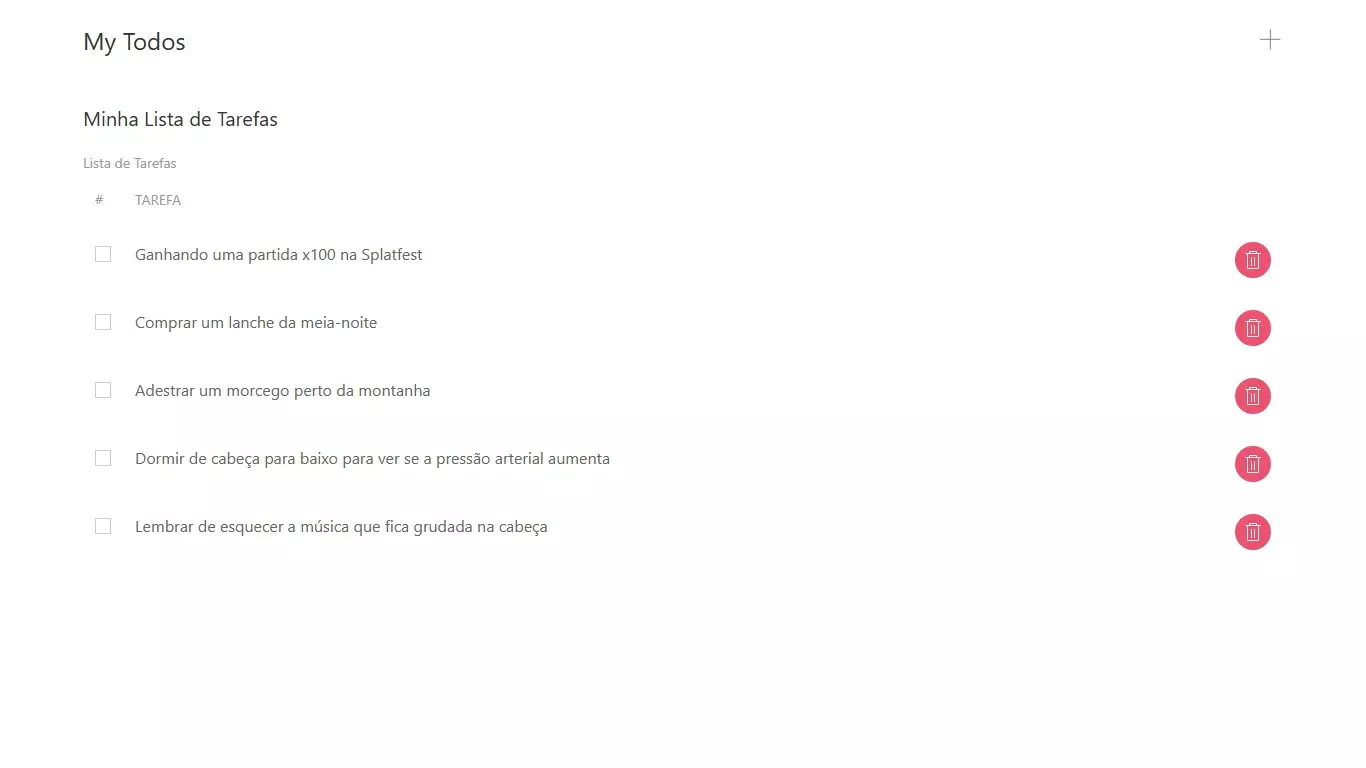 My Todos
Minha Lista de Tarefas
Lista de Tarefas
# TAREFA
Ganhando uma partida x100 na Splatfest
Comprar um lanche da meia-noite
Adestrar um morcego perto da montanha
Dormir de cabeça para baixo para ver se a pressão arterial aumenta
Lembrar de esquecer a música que fica grudada na cabeça